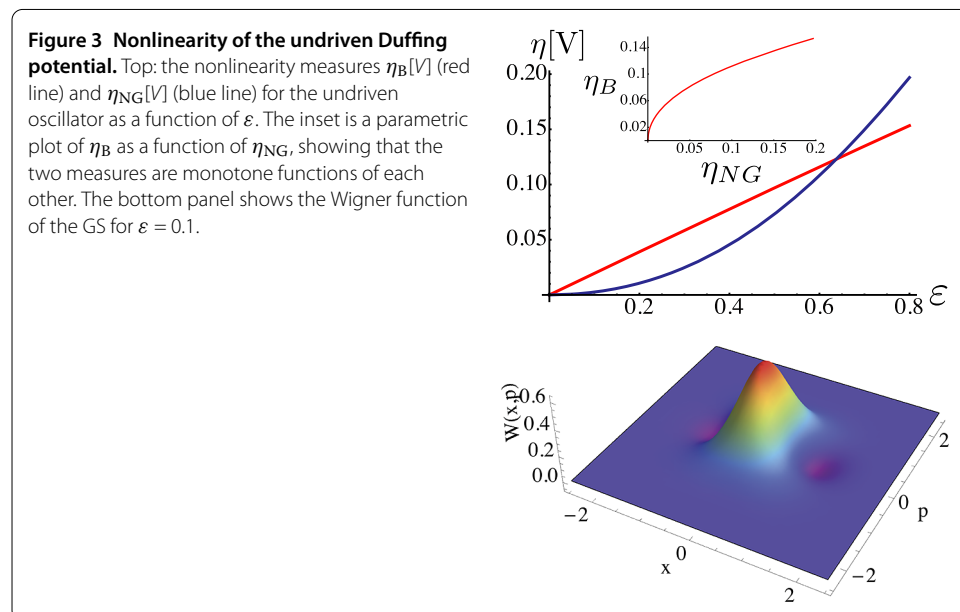 Figure 3 Nonlinearity of the undriven Duffing
potential. Top: the nonlinearity measures ηB[V] (red
line) and ηNG[V] (blue line) for the undriven
oscillator as a function of ε. The inset is a parametric
plot of ηB as a function of ηNG, showing that the
two measures are monotone functions of each
other. The bottom panel shows the Wigner function
of the GS for ε = 0.1.
η[V]
0.20
0.15
0.10
0.05
0.2 0.4 0.6 0.8 ε
ηB
0.14
0.1
0.06
0.02
0.05 0.1 0.15 0.2
ηNG
W(x,p)
0.6
0.4
0.2
0.0
−2 0 2
x
2
0
−2
p